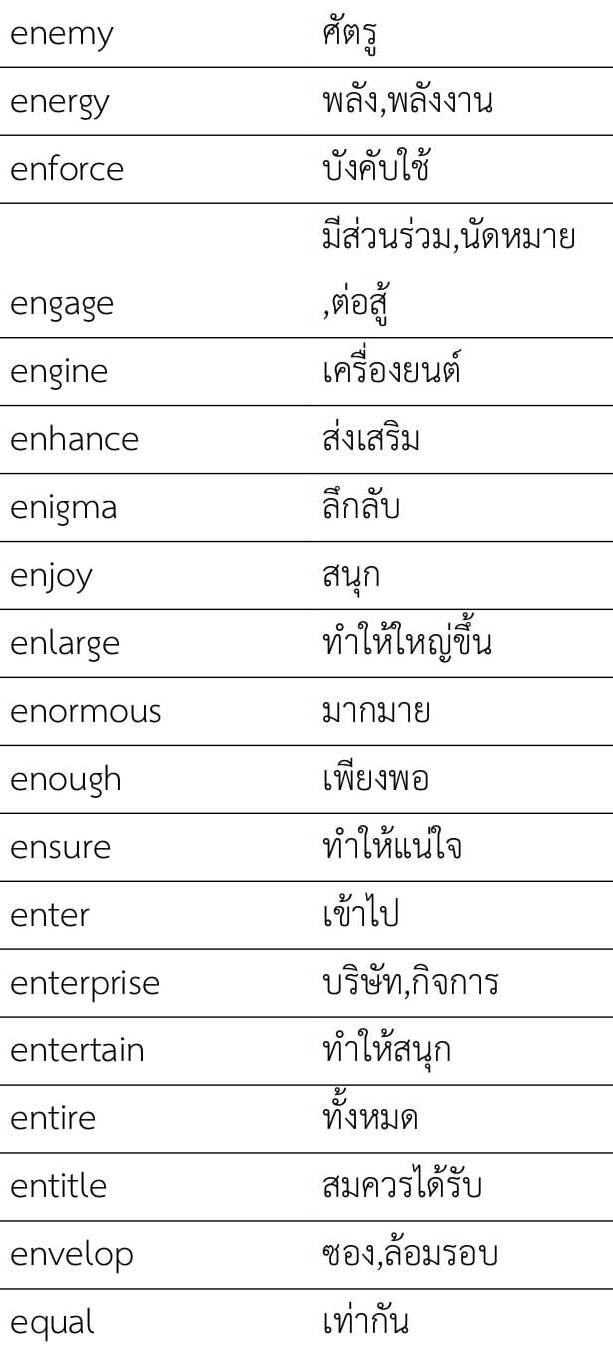 enemy ศัตรู
energy พลัง,พลังงาน
enforce บังคับใช้
มีส่วนร่วม,นัดหมาย
engage ,ต่อสู้
engine เครื่องยนต์
enhance ส่งเสริม
enigma ลึกลับ
enjoy สนุก
enlarge ทำให้ใหญ่ขึ้น
enormous มากมาย
enough เพียงพอ
ensure ทำให้แน่ใจ
enter เข้าไป
enterprise บริษัท,กิจการ
entertain ทำให้สนุก
entire ทั้งหมด
entitle สมควรได้รับ
envelop ซอง,ล้อมรอบ
equal เท่ากัน